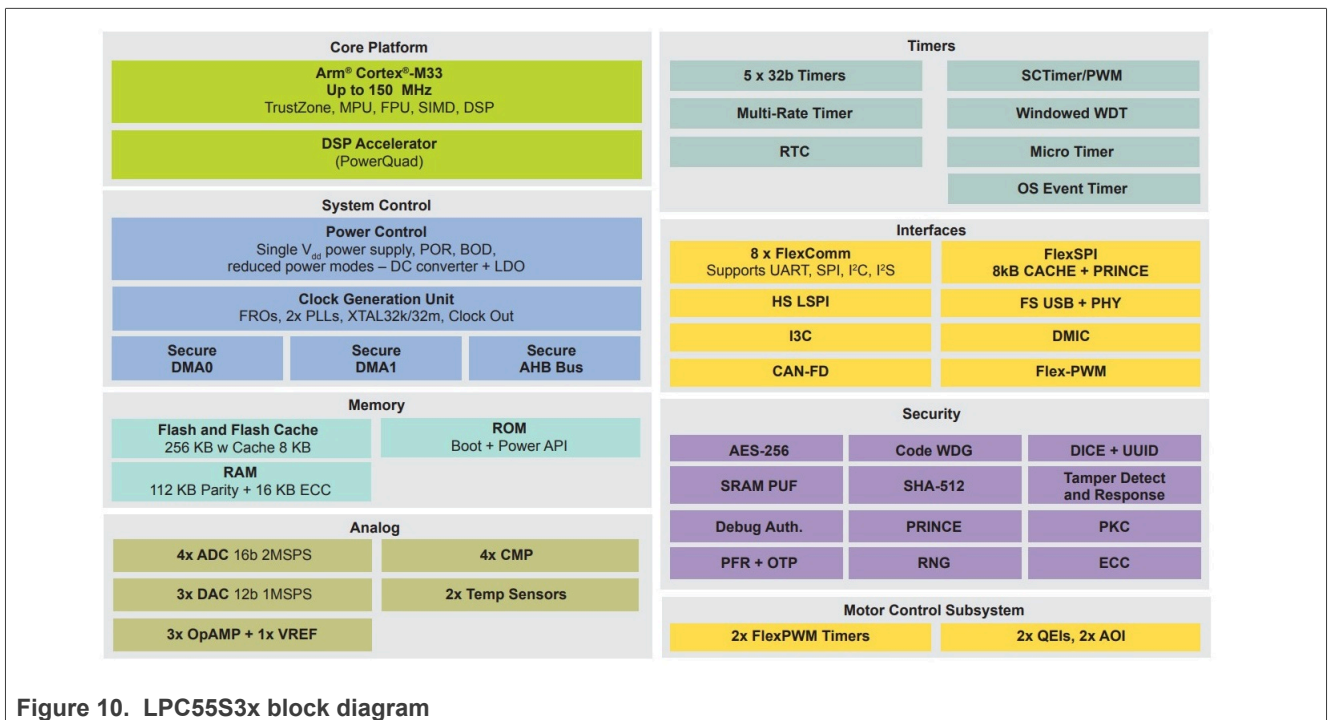 Core Platform
Arm® Cortex®-M33
Up to 150 MHz
TrustZone, MPU, FPU, SIMD, DSP
DSP Accelerator
(PowerQuad)
System Control
Power Control
Single Vdd power supply, POR, BOD,
reduced power modes – DC converter + LDO
Clock Generation Unit
FROs, 2x PLLs, XTAL32k/32m, Clock Out
Secure
DMA0
Secure
DMA1
Secure
AHB Bus
Memory
Flash and Flash Cache
256 KB w Cache 8 KB
ROM
Boot + Power API
RAM
112 KB Parity + 16 KB ECC
Analog
4x ADC 16b 2MSPS
4x CMP
3x DAC 12b 1MSPS
2x Temp Sensors
3x OpAMP + 1x VREF
Timers
5 x 32b Timers
SCTimer/PWM
Multi-Rate Timer
Windowed WDT
RTC
Micro Timer
OS Event Timer
Interfaces
8 x FlexComm
Supports UART, SPI, I²C, I²S
FlexSPI
8kB CACHE + PRINCE
HS LSPI
FS USB + PHY
I3C
DMIC
CAN-FD
Flex-PWM
Security
AES-256
Code WDG
DICE + UUID
SRAM PUF
SHA-512
Tamper Detect
and Response
Debug Auth.
PRINCE
PKC
PFR + OTP
RNG
ECC
Motor Control Subsystem
2x FlexPWM Timers
2x QEIs, 2x AOI
Figure 10. LPC55S3x block diagram